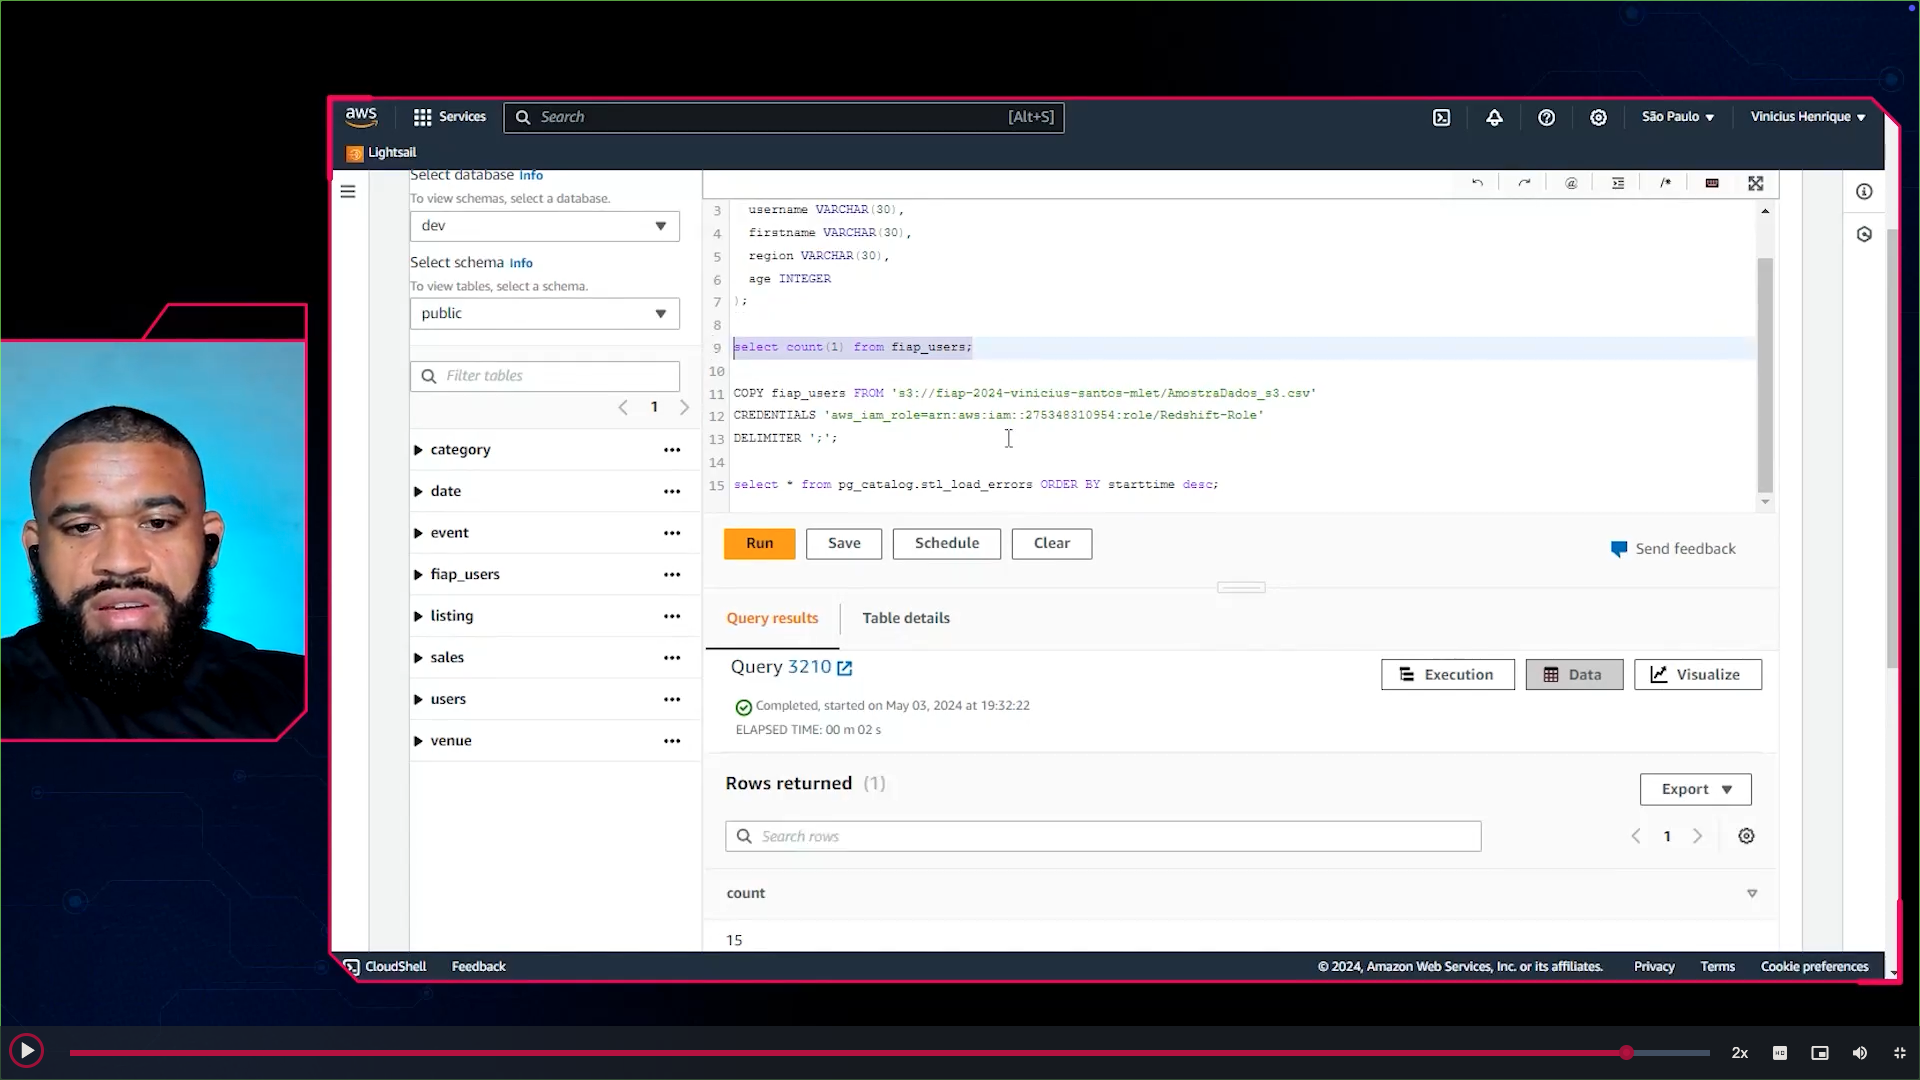 aws
Services
Search
[Alt+S]
São Paulo
Vinicius Henrique
Lightsail
Select database Info
To view schemas, select a database.
dev
Select schema Info
To view tables, select a schema.
public
Filter tables
1
category
date
event
fiap_users
listing
sales
users
venue
@
/*
3 username VARCHAR(30),
4 firstname VARCHAR(30),
5 region VARCHAR(30),
6 age INTEGER
7 );
8
9 select count(1) from fiap_users;
10
11 COPY fiap_users FROM 's3://fiap-2024-vinicius-santos-mlet/AmostraDados_s3.csv'
12 CREDENTIALS 'aws_iam_role=arn:aws:iam::275348310954:role/Redshift-Role'
13 DELIMITER ';';
14
15 select * from pg_catalog.stl_load_errors ORDER BY starttime desc;
Run
Save
Schedule
Clear
Send feedback
Query results
Table details
Query 3210
Execution
Data
Visualize
Completed, started on May 03, 2024 at 19:32:22
ELAPSED TIME: 00 m 02 s
Rows returned (1)
Export
Search rows
1
count
15
CloudShell
Feedback
© 2024, Amazon Web Services, Inc. or its affiliates.
Privacy
Terms
Cookie preferences
2x
HD